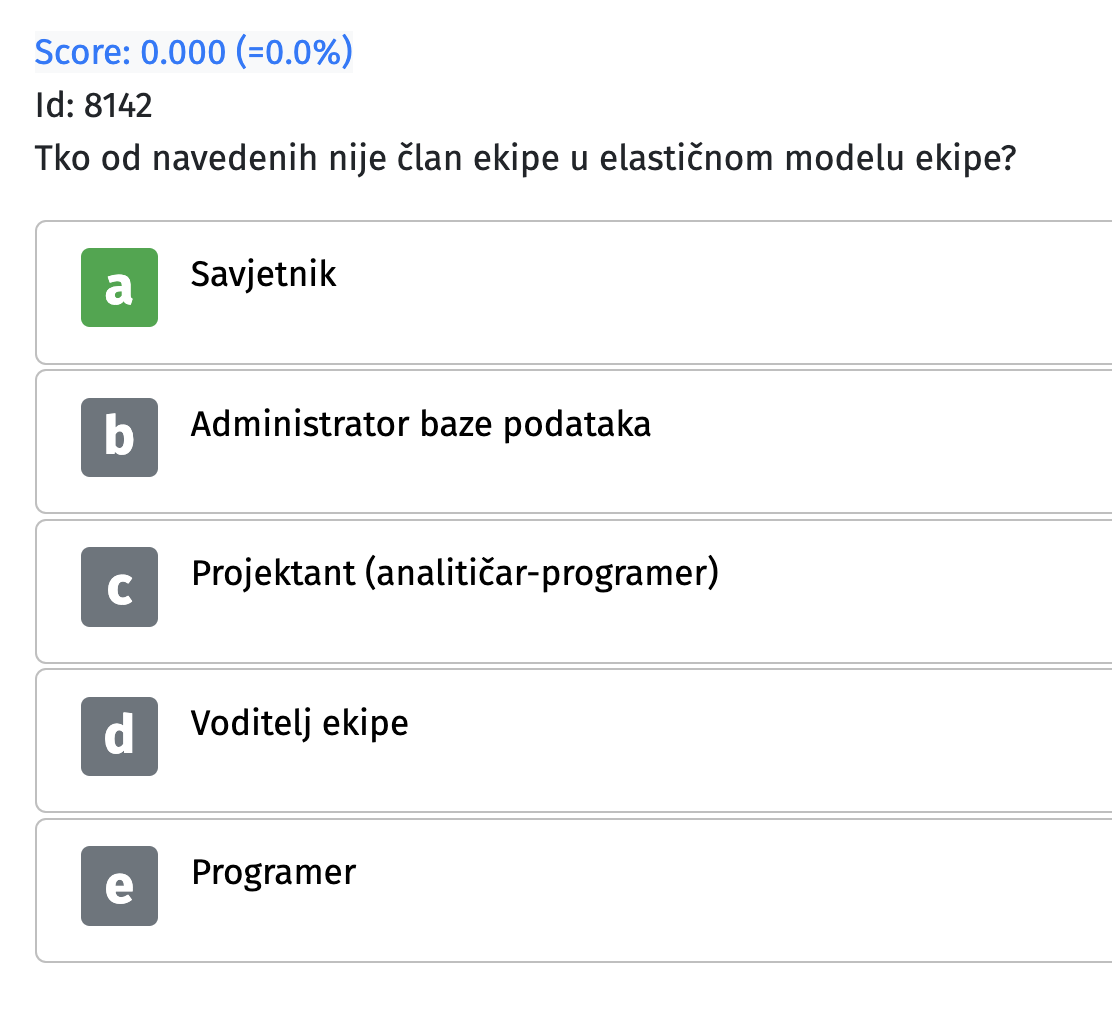 Score: 0.000 (=0.0%)
Id: 8142
Tko od navedenih nije član ekipe u elastičnom modelu ekipe?
a Savjetnik
b Administrator baze podataka
c Projektant (analitičar-programer)
d Voditelj ekipe
e Programer